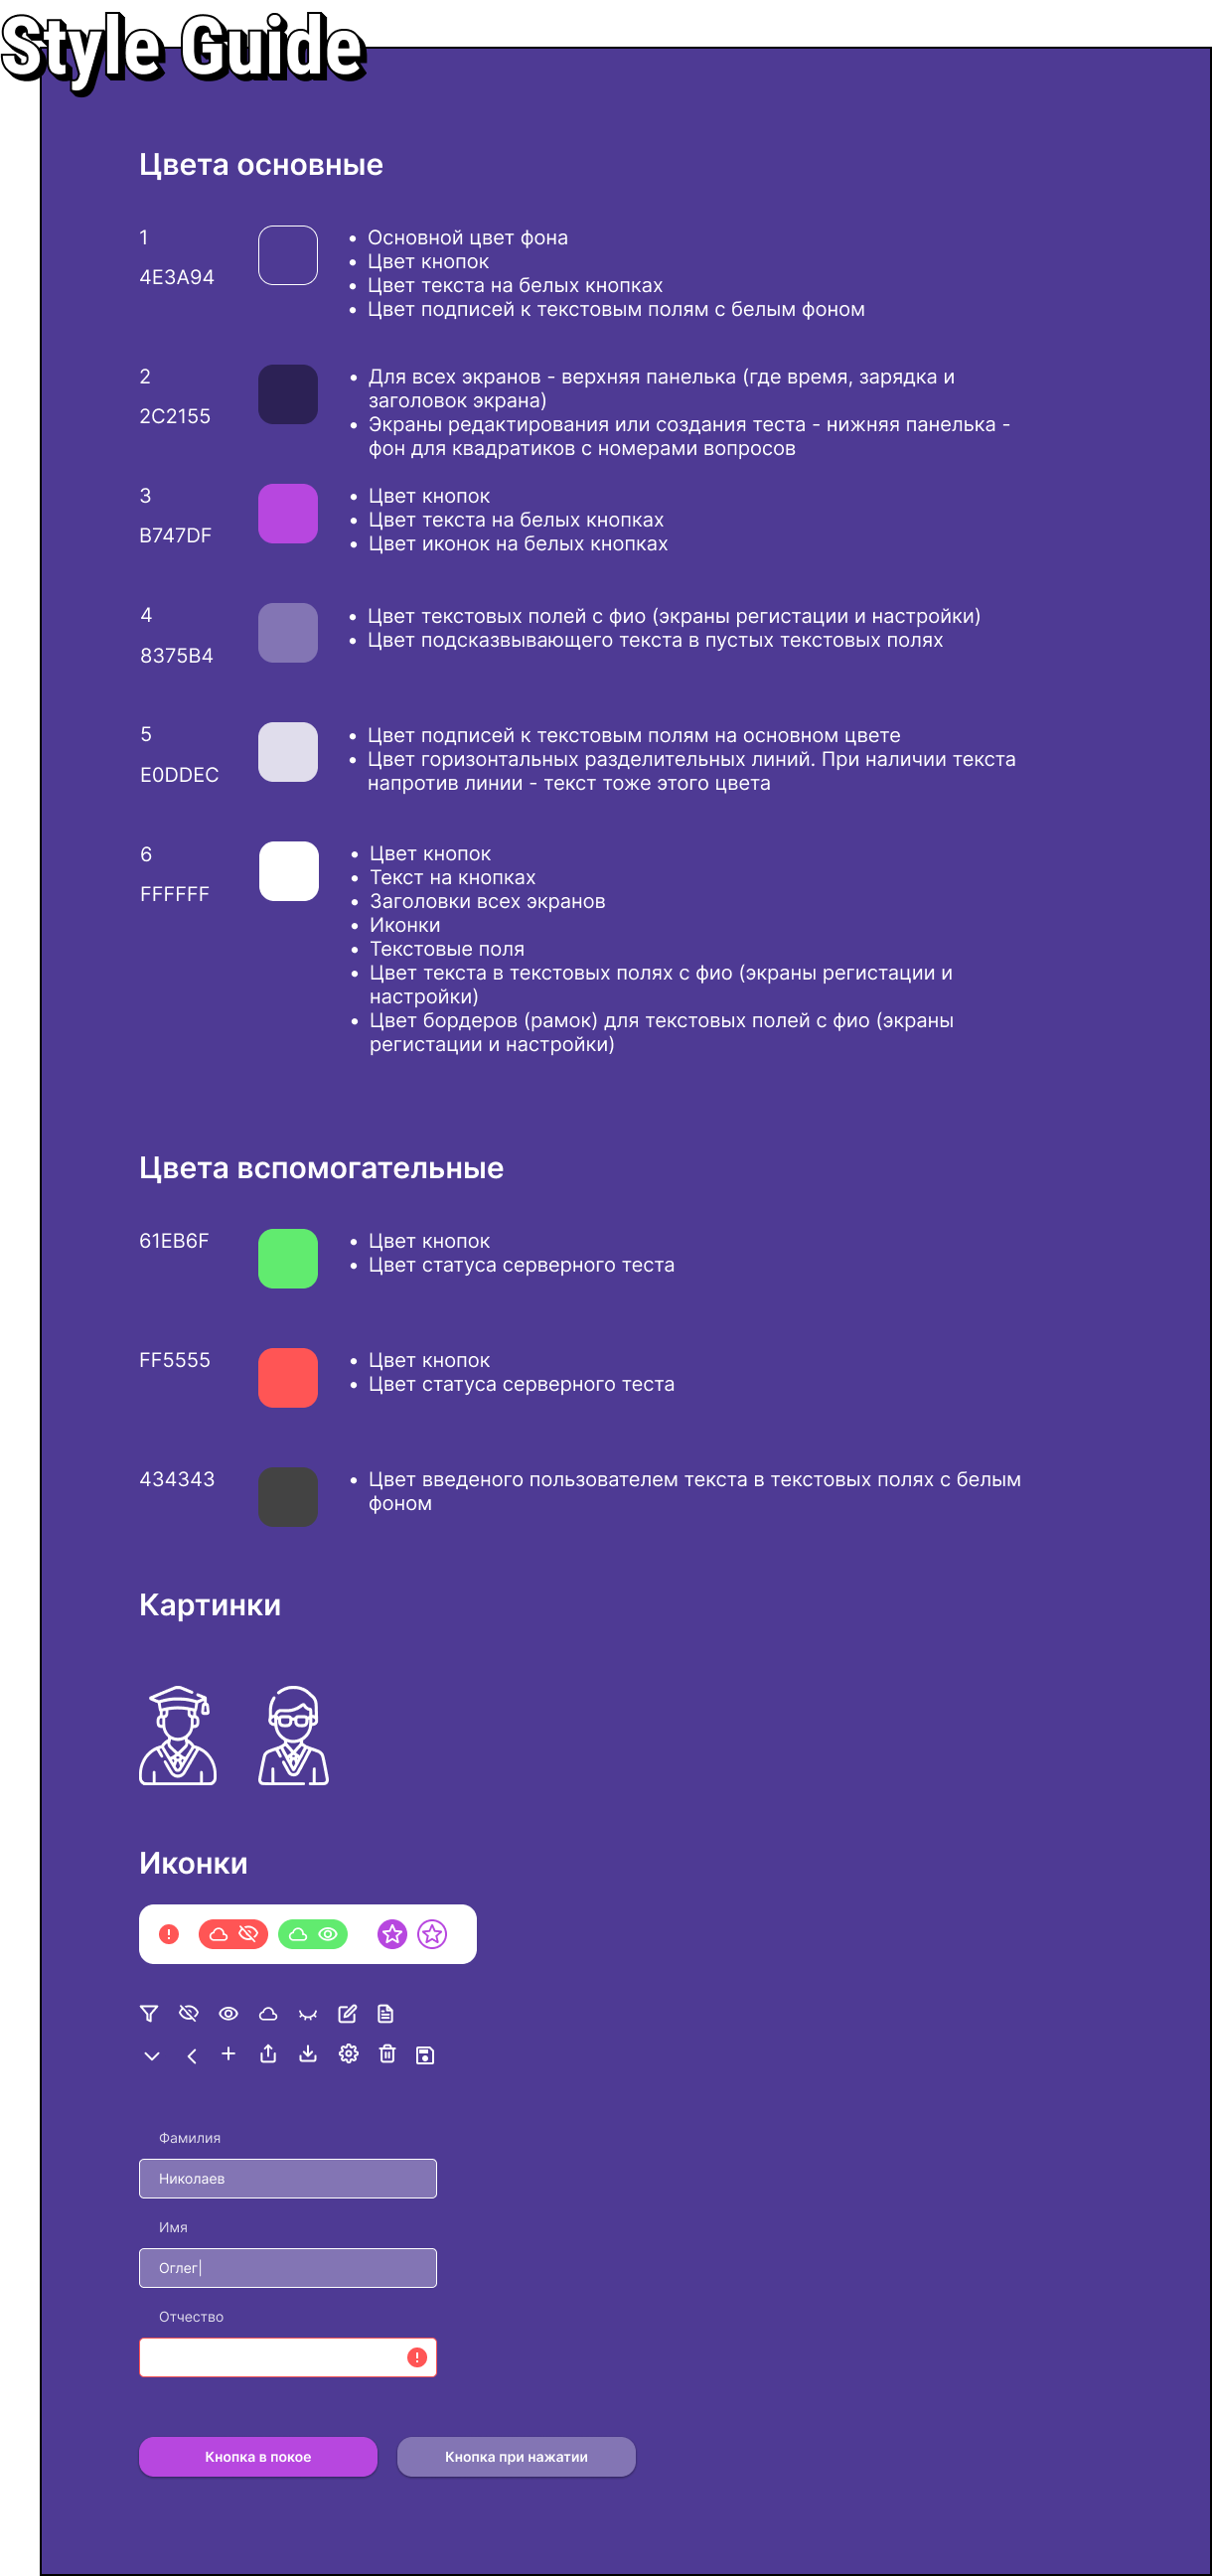 Style Guide
Цвета основные
1
4E3A94
• Основной цвет фона
• Цвет кнопок
• Цвет текста на белых кнопках
• Цвет подписей к текстовым полям с белым фоном
2
2C2155
• Для всех экранов - верхняя панелька (где время, зарядка и
заголовок экрана)
• Экраны редактирования или создания теста - нижняя панелька -
фон для квадратиков с номерами вопросов
3
B747DF
• Цвет кнопок
• Цвет текста на белых кнопках
• Цвет иконок на белых кнопках
4
8375B4
• Цвет текстовых полей с фио (экраны регистации и настройки)
• Цвет подсказвывающего текста в пустых текстовых полях
5
E0DDEC
• Цвет подписей к текстовым полям на основном цвете
• Цвет горизонтальных разделительных линий. При наличии текста
напротив линии - текст тоже этого цвета
6
FFFFFF
• Цвет кнопок
• Текст на кнопках
• Заголовки всех экранов
• Иконки
• Текстовые поля
• Цвет текста в текстовых полях с фио (экраны регистации и
настройки)
• Цвет бордеров (рамок) для текстовых полей с фио (экраны
регистации и настройки)
Цвета вспомогательные
61EB6F
• Цвет кнопок
• Цвет статуса серверного теста
FF5555
• Цвет кнопок
• Цвет статуса серверного теста
434343
• Цвет введеного пользователем текста в текстовых полях с белым
фоном
Картинки
Иконки
Фамилия
Николаев
Имя
Оглег
Отчество
Кнопка в покое
Кнопка при нажатии